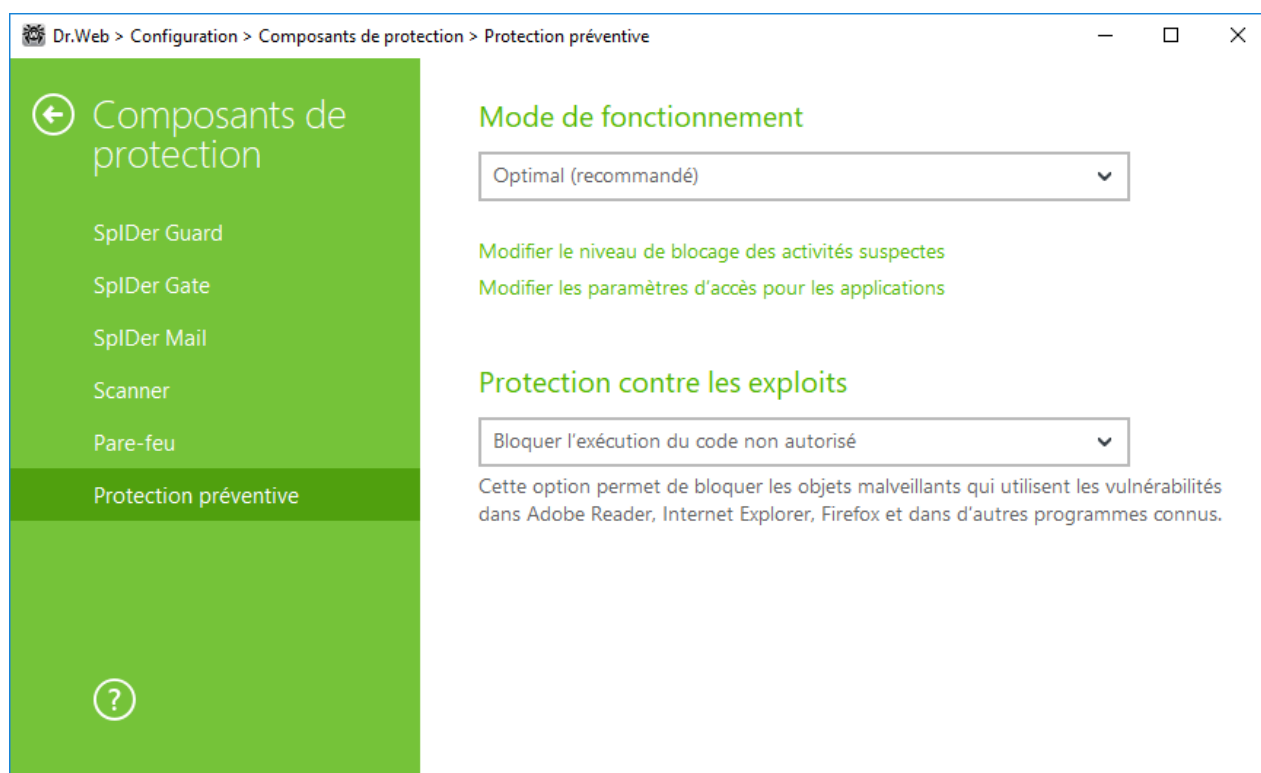 Dr.Web > Configuration > Composants de protection > Protection préventive
Composants de
protection
SpIDer Guard
SpIDer Gate
SpIDer Mail
Scanner
Pare-feu
Protection préventive
?
Mode de fonctionnement
Optimal (recommandé)
Modifier le niveau de blocage des activités suspectes
Modifier les paramètres d'accès pour les applications
Protection contre les exploits
Bloquer l'exécution du code non autorisé
Cette option permet de bloquer les objets malveillants qui utilisent les vulnérabilités
dans Adobe Reader, Internet Explorer, Firefox et dans d'autres programmes connus.